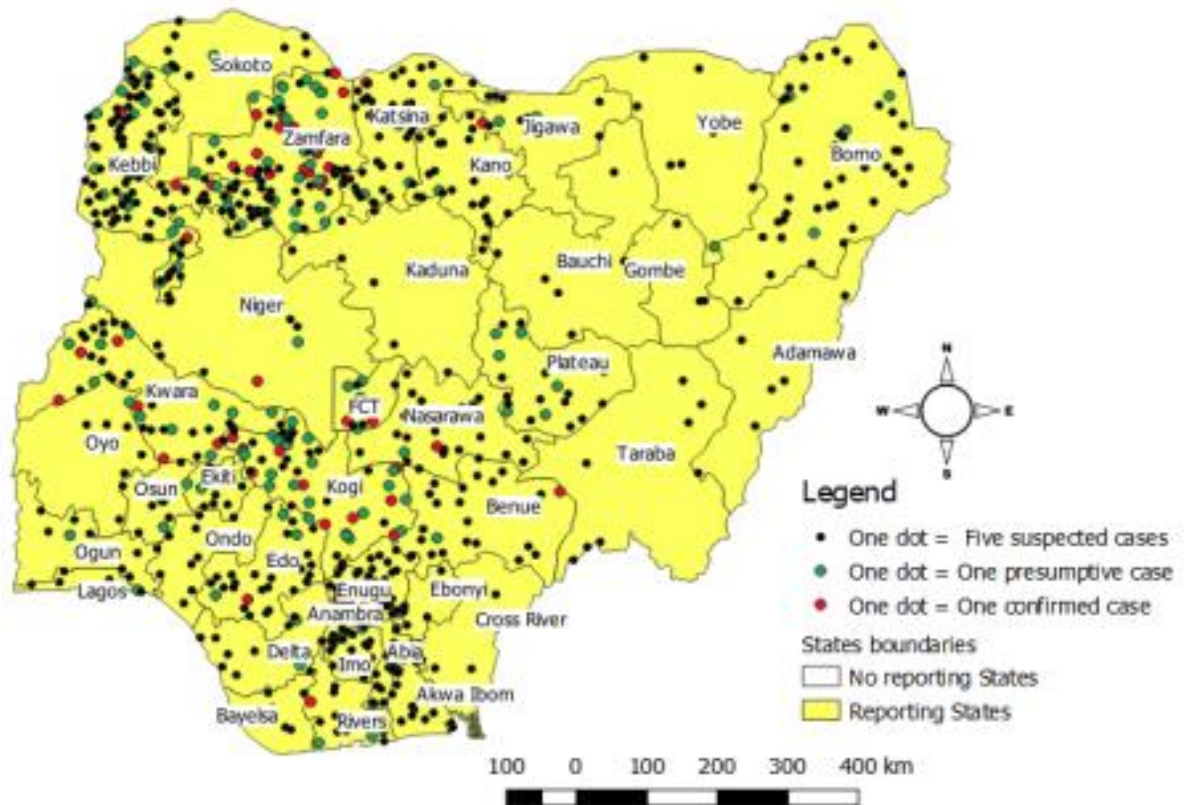 Sokoto
Katsina
Jigawa
Yobe
Zamfara
Borno
Kebbi
Kano
Kaduna
Bauchi
Gombe
Niger
Adamawa
Plateau
Kwara
FCT
Nasarawa
Oyo
Taraba
Ekiti
Osun
Kogi
Benue
Ondo
Ogun
Edo
Lagos
Enugu
Ebonyi
Anambra
Cross River
Delta
Imo
Abia
Akwa Ibom
Bayelsa
Rivers
N
W E
S
Legend
One dot = Five suspected cases
One dot = One presumptive case
One dot = One confirmed case
States boundaries
No reporting States
Reporting States
100 0 100 200 300 400 km